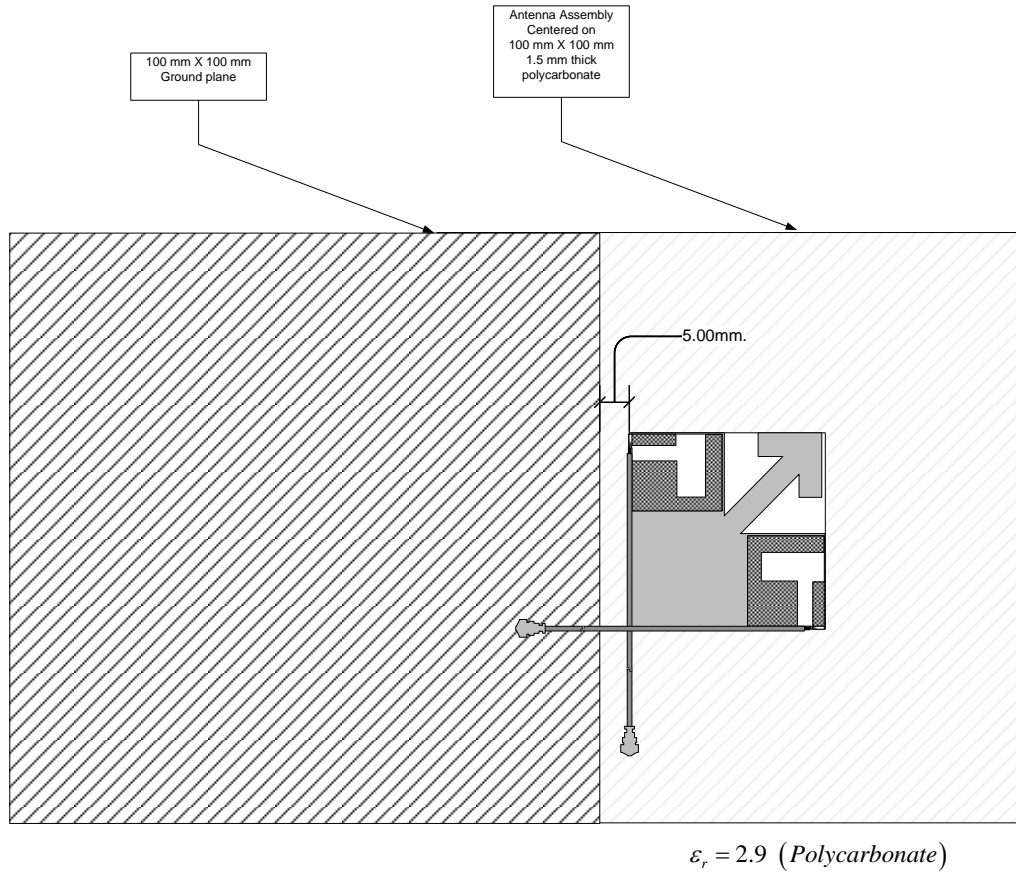 100 mm X 100 mm
Ground plane
Antenna Assembly
Centered on
100 mm X 100 mm
1.5 mm thick
polycarbonate
5.00mm.
εr = 2.9 (Polycarbonate)